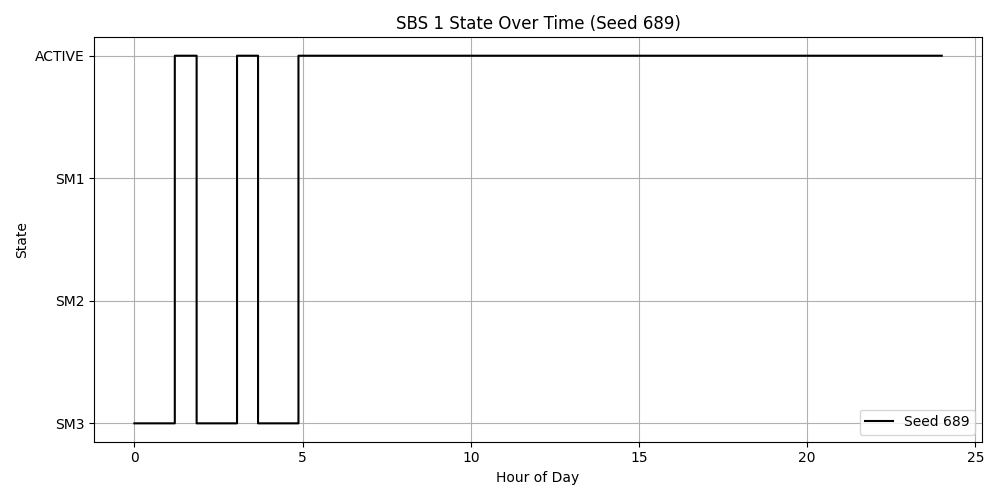 SBS 1 State Over Time (Seed 689)
ACTIVE
SM1
SM2
SM3
State
0 5 10 15 20 25
Hour of Day
Seed 689